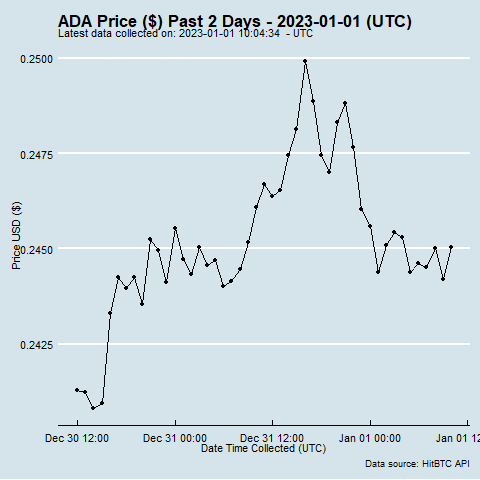 ADA Price ($) Past 2 Days - 2023-01-01 (UTC)
Latest data collected on: 2023-01-01 10:04:34 - UTC
0.2500
0.2475
0.2450
0.2425
Price USD ($)
Dec 30 12:00 Dec 31 00:00 Dec 31 12:00 Jan 01 00:00 Jan 01 12
Date Time Collected (UTC)
Data source: HitBTC API